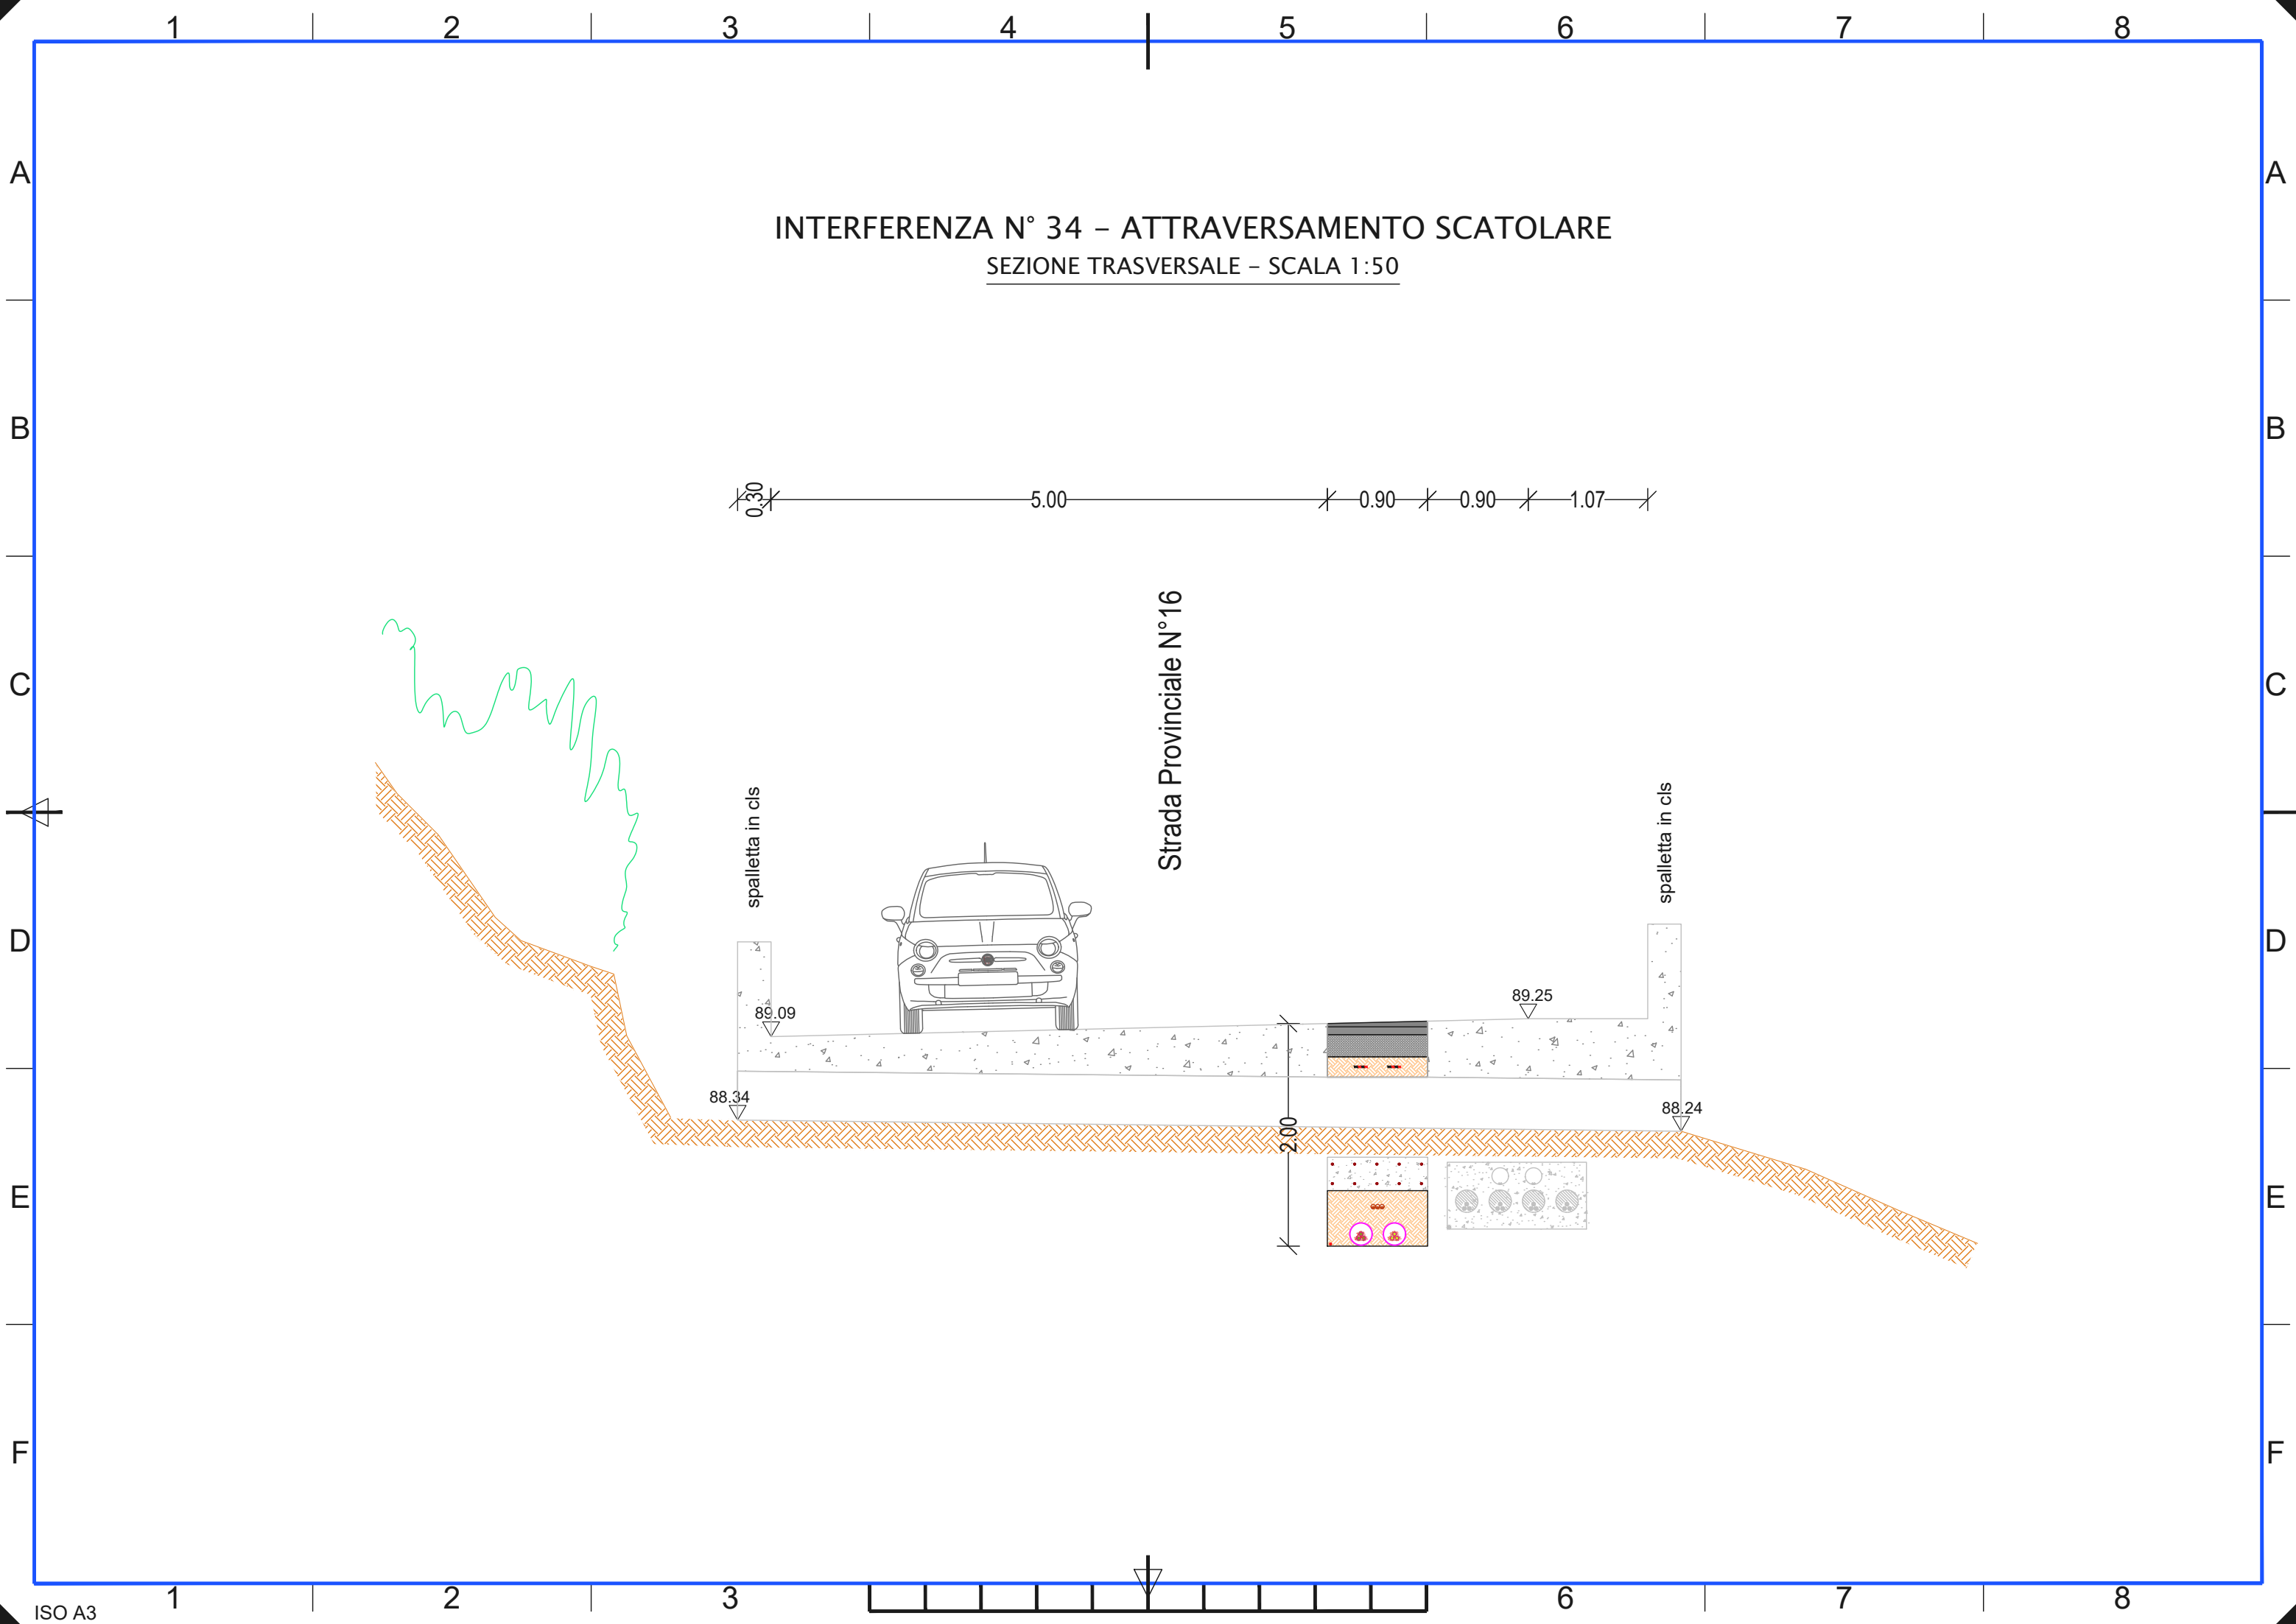 1 2 3 4 5 6 7 8
A A
INTERFERENZA N° 34 – ATTRAVERSAMENTO SCATOLARE
SEZIONE TRASVERSALE – SCALA 1:50
B B
0.30 5.00 0.90 0.90 1.07
Strada Provinciale N°16
C C
spalletta in cls
spalletta in cls
D D
89.09
89.25
88.34
88.24
2.00
E E
F F
1 2 3 6 7 8
ISO A3